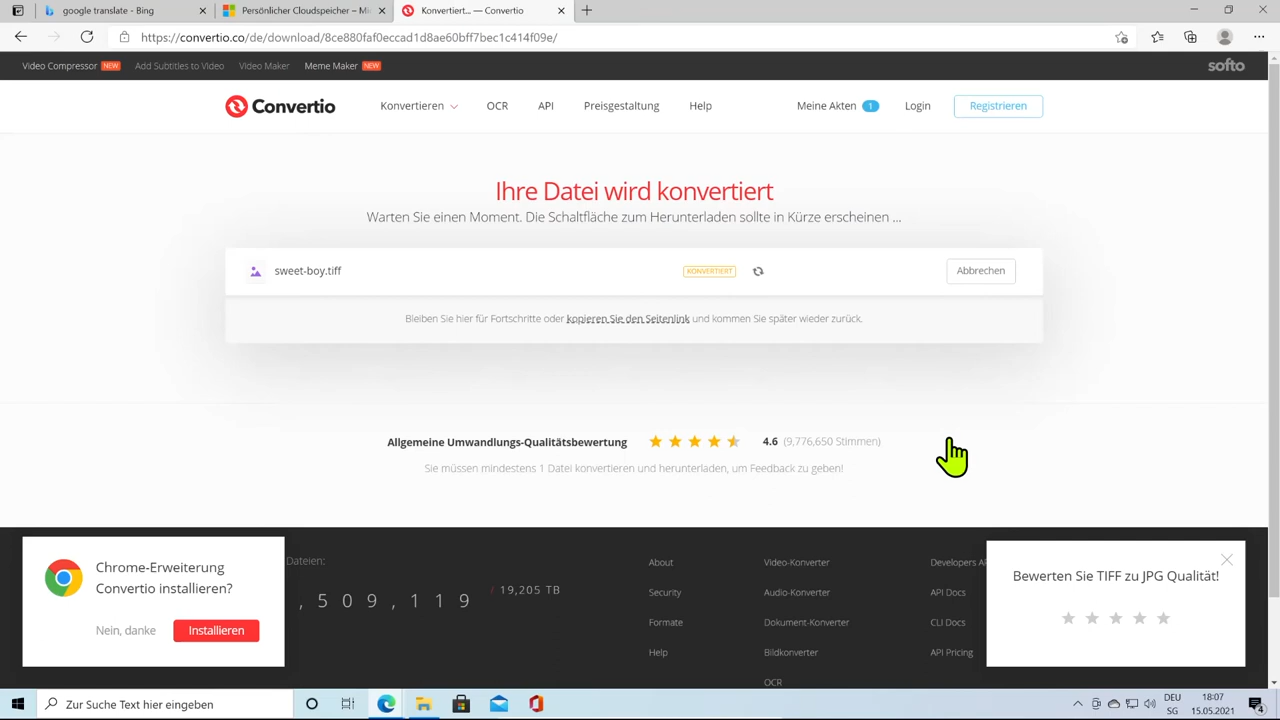 google translate - Bing
Persönlicher Microsoft
Konverter — Convertio
https://convertio.co/de/download/8ce880faf0eccad1d8ae60bff7bec1c414f09e/
Video Compressor NEW Add Subtitles to Video Video Maker Meme Maker NEW
softo
Convertio
Konvertieren OCR API Preisgestaltung Help Meine Akten 1 Login Registrieren
Ihre Datei wird konvertiert
Warten Sie einen Moment. Die Schaltfläche zum Herunterladen sollte in Kürze erscheinen ...
sweet-boy.tiff KONVERTIERT Abbrechen
Bleiben Sie hier für Fortschritte oder kopieren Sie den Seitenlink und kommen Sie später wieder zurück.
Allgemeine Umwandlungs-Qualitätsbewertung 4.6 (9,776,650 Stimmen)
Sie müssen mindestens 1 Datei konvertieren und herunterladen, um Feedback zu geben!
Chrome-Erweiterung
Convertio installieren?
Nein, danke Installieren
Dateien:
,509,119 / 19,205 TB
About
Security
Formate
Help
Video-Konverter
Audio-Konverter
Dokument-Konverter
Bildkonverter
OCR
Developers
API Docs
CLI Docs
API Pricing
Bewerten Sie TIFF zu JPG Qualität!
Zur Suche Text hier eingeben
DEU
SG
18:07
15.05.2021
4